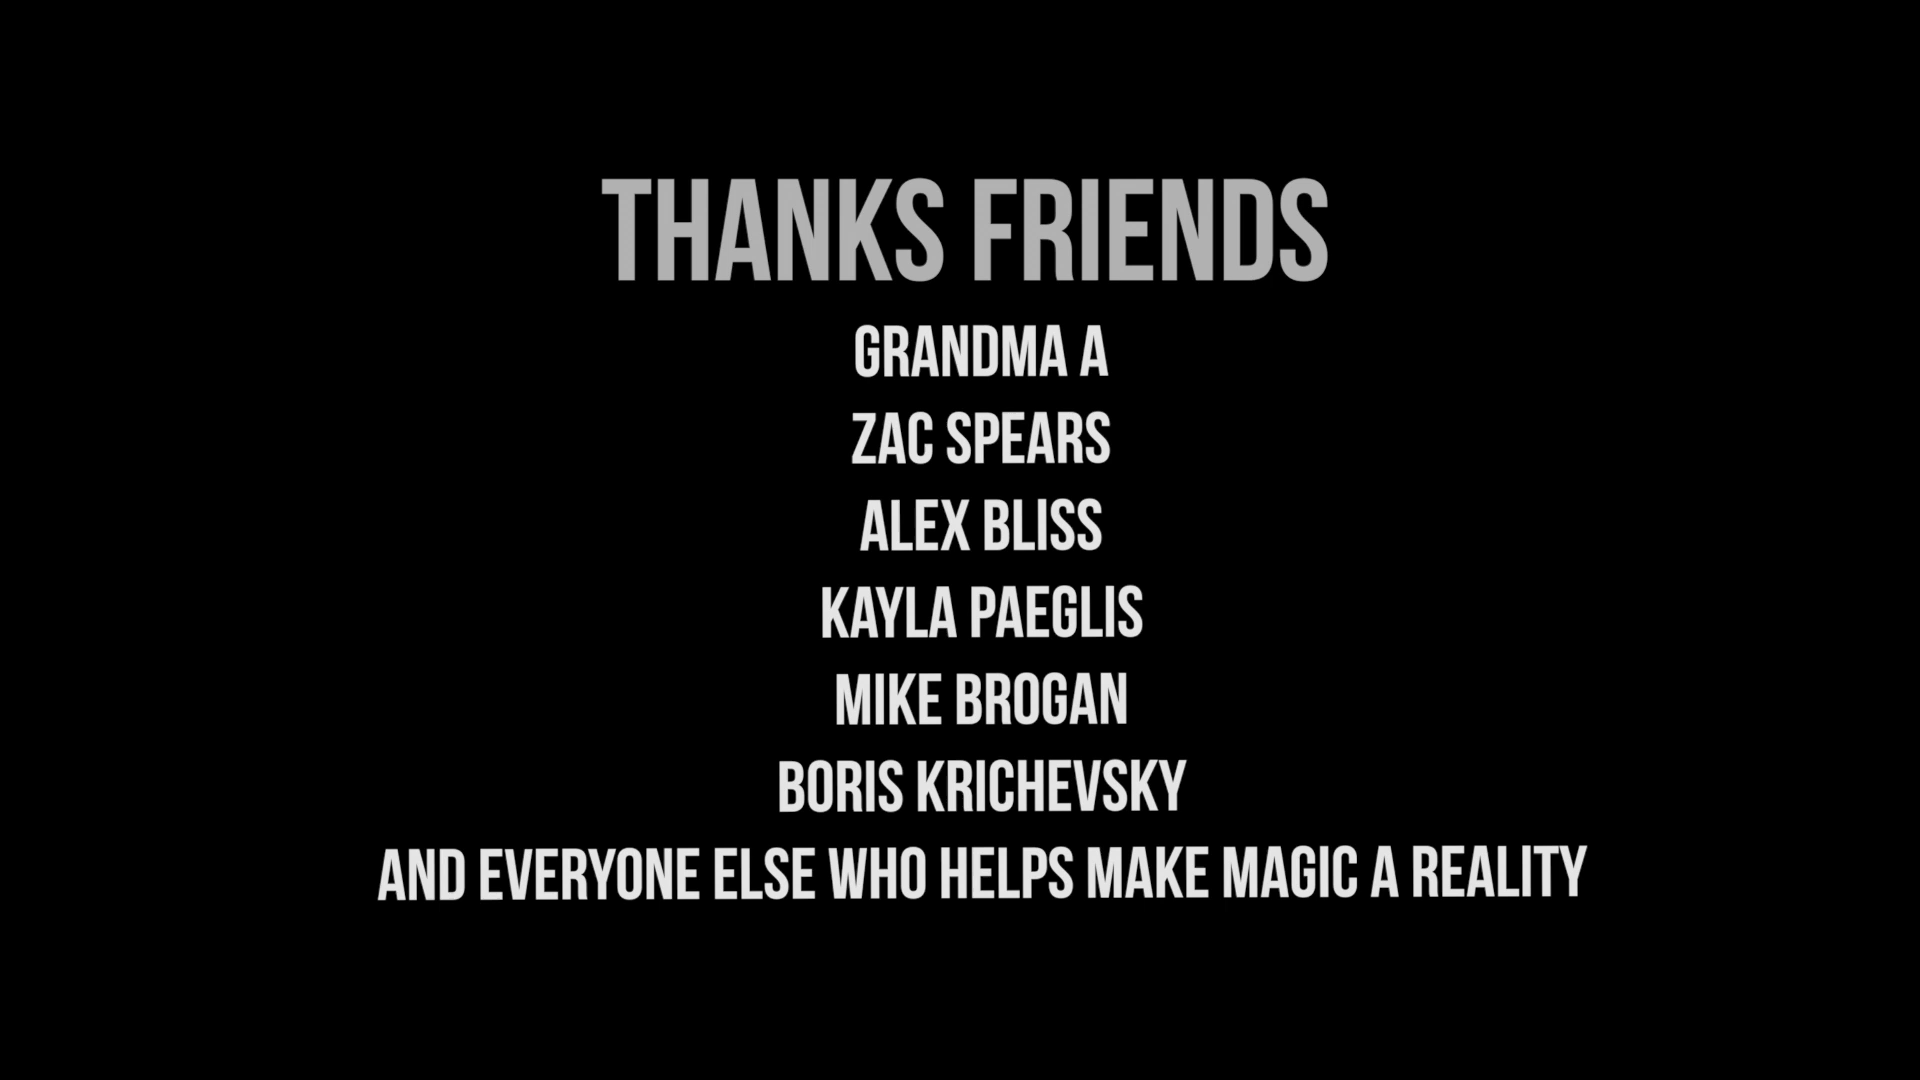 THANKS FRIENDS
GRANDMA A
ZAC SPEARS
ALEX BLISS
KAYLA PAEGLIS
MIKE BROGAN
BORIS KRICHEVSKY
AND EVERYONE ELSE WHO HELPS MAKE MAGIC A REALITY